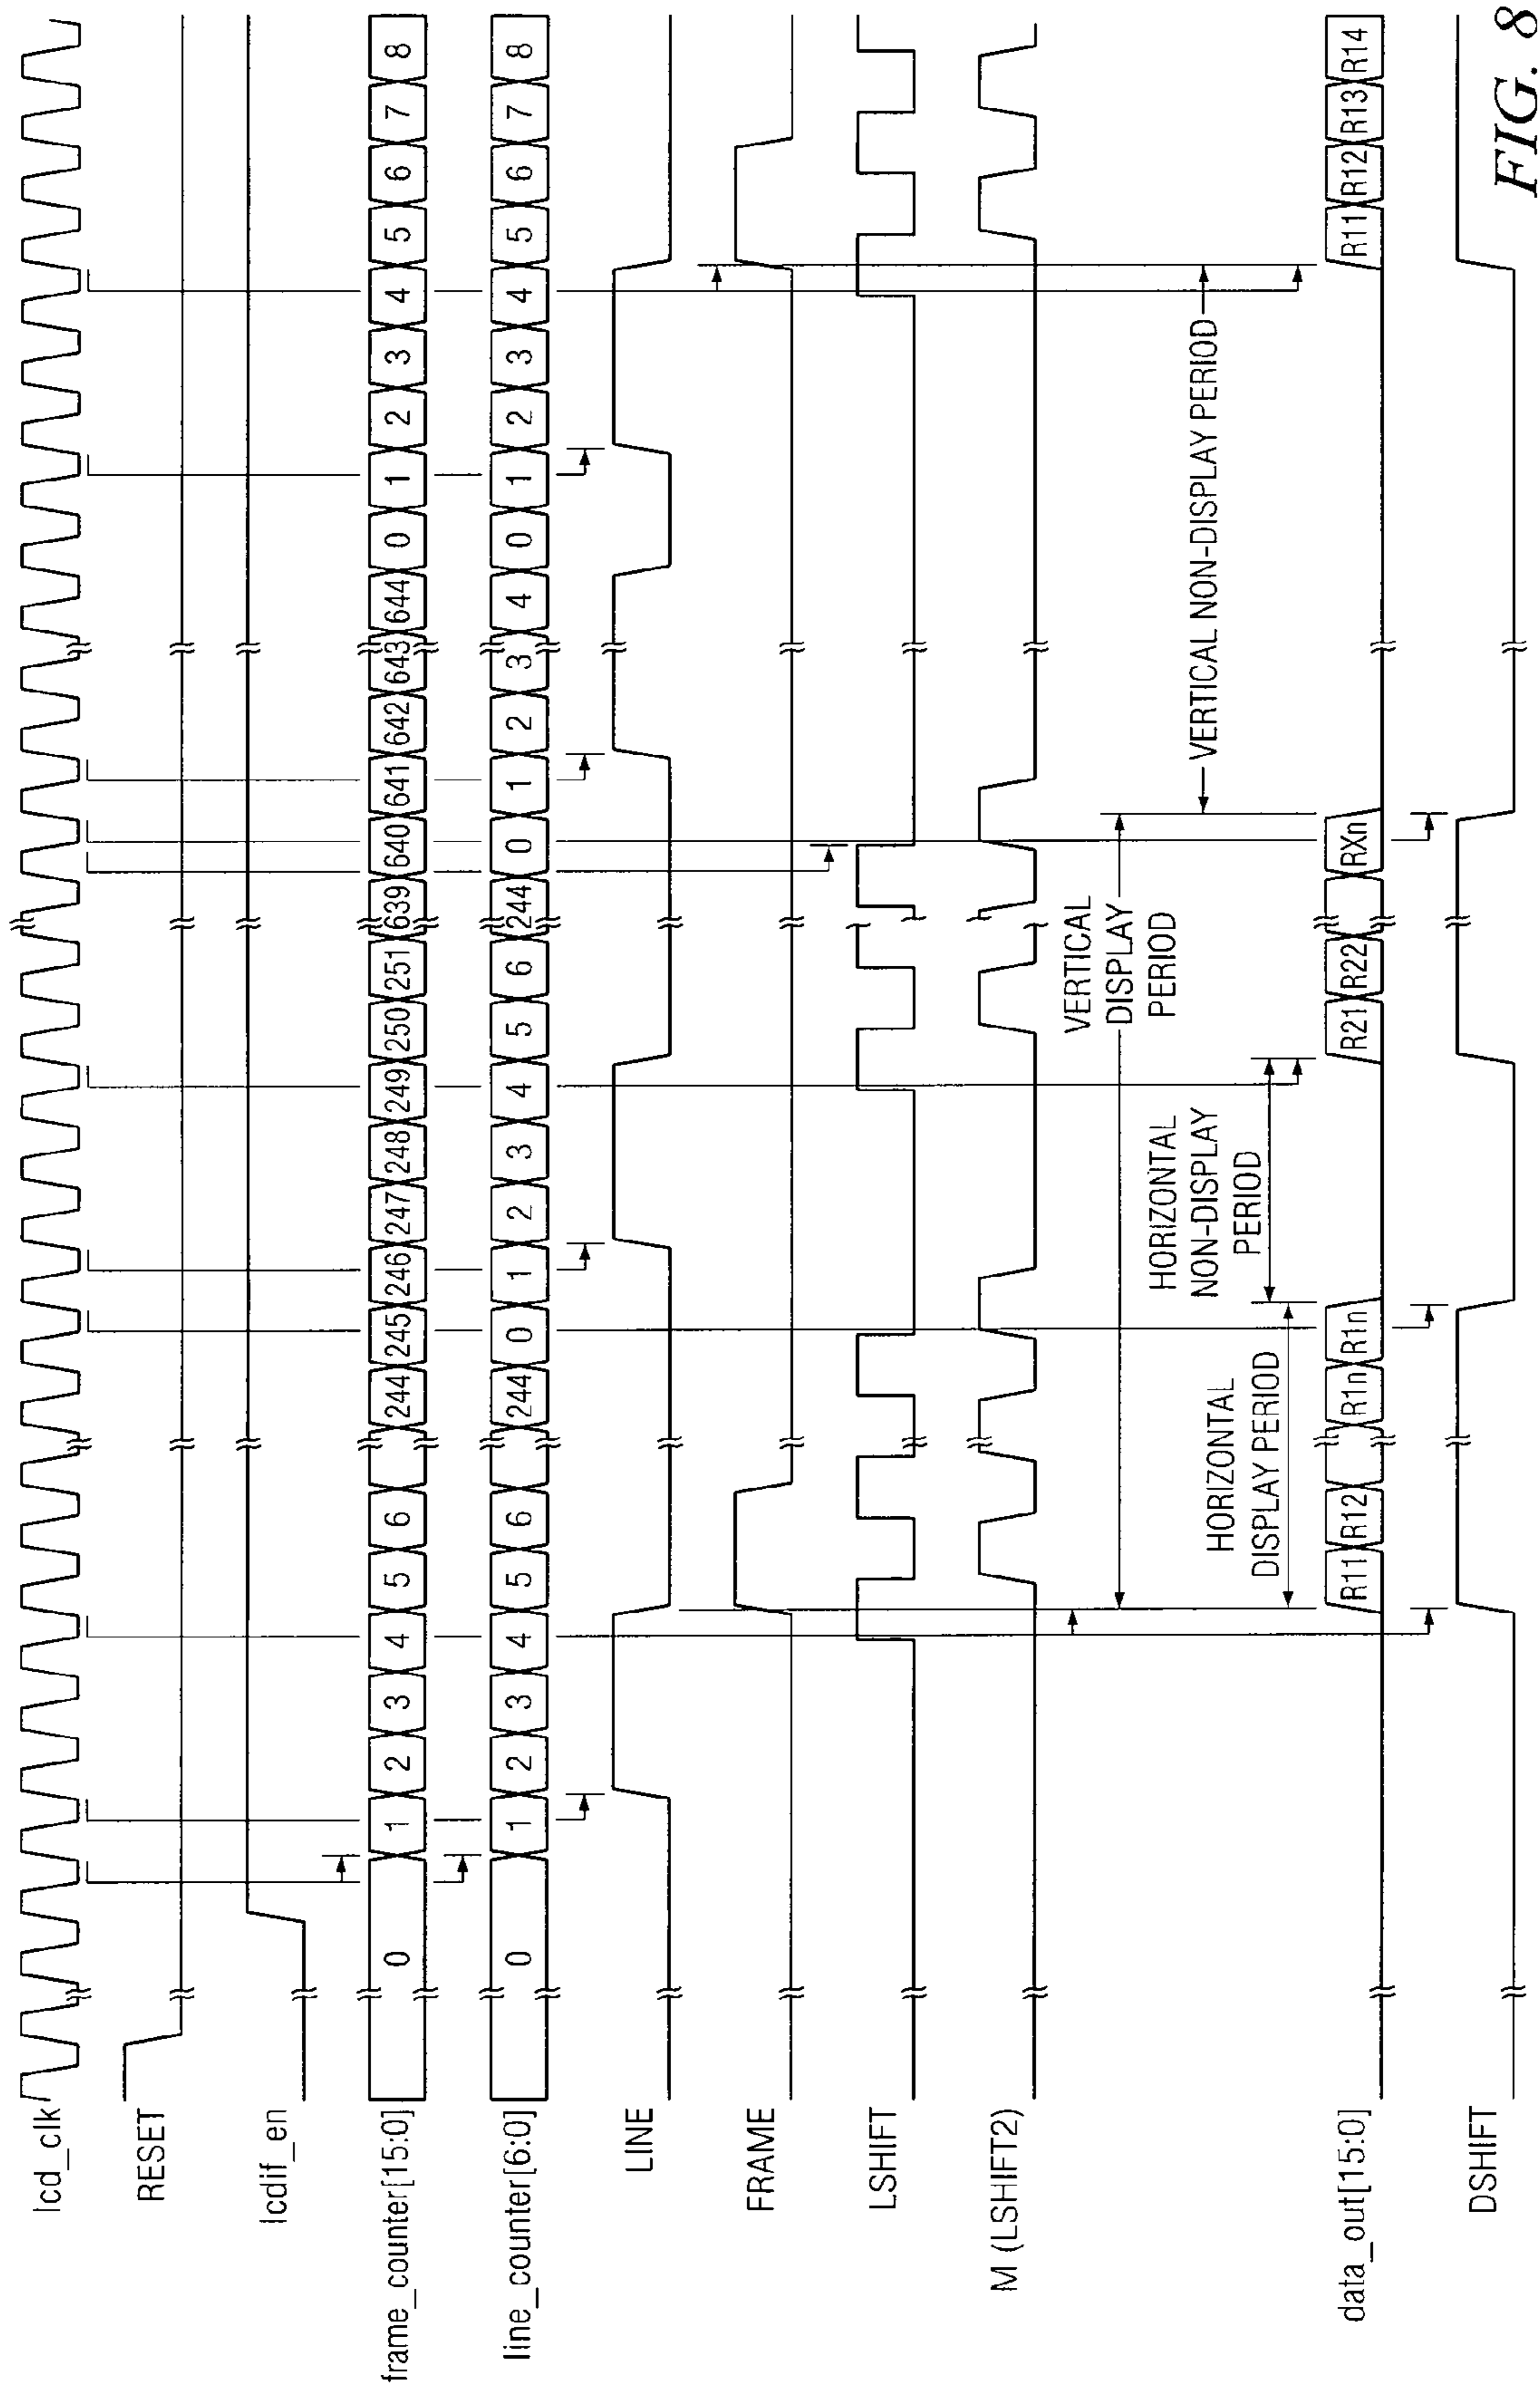 lcd_clk
RESET
lcdif_en
frame_counter[15:0] 0 1 2 3 4 5 6 244 245 246 247 248 249 250 251 639 640 641 642 643 644 0 1 2 3 4 5 6 7 8
line_counter[6:0] 0 1 2 3 4 5 6 244 0 1 2 3 4 5 6 244 0 1 2 3 4 0 1 2 3 4 5 6 7 8
LINE
FRAME
LSHIFT
M (LSHIFT2)
VERTICAL
DISPLAY
PERIOD
VERTICAL NON-DISPLAY PERIOD
HORIZONTAL
DISPLAY PERIOD
HORIZONTAL
NON-DISPLAY
PERIOD
data_out[15:0] R11 R12 R1n R1n R21 R22 RXn R11 R12 R13 R14
DSHIFT
FIG. 8